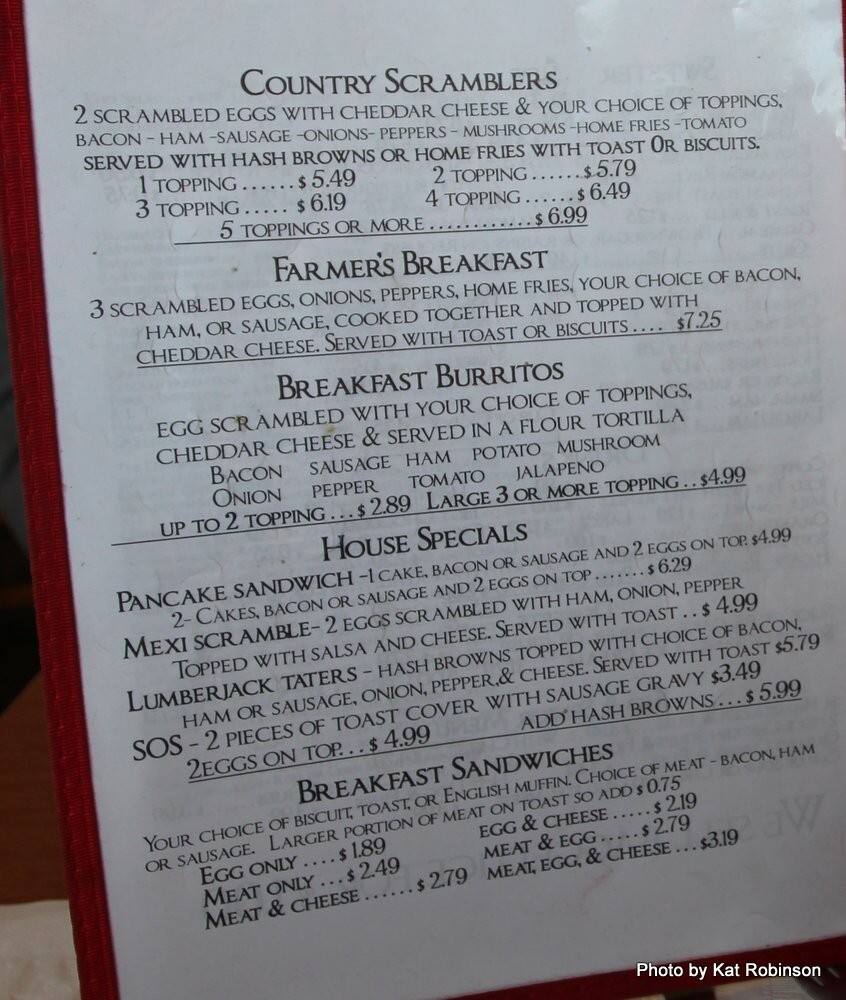 Country Scramblers
2 scrambled eggs with cheddar cheese & your choice of toppings,
bacon - ham -sausage -onions- peppers - mushrooms -home fries -tomato
served with hash browns or home fries with toast Or biscuits.
1 topping ......$ 5.49 2 topping ......$ 5.79
3 topping ..... $ 6.19 4 topping ......$ 6.49
5 toppings or more ............$ 6.99
Farmer's Breakfast
3 scrambled eggs, onions, peppers, home fries, your choice of bacon,
ham, or sausage, cooked together and topped with
cheddar cheese. Served with toast or biscuits .... $7.25
Breakfast Burritos
egg scrambled with your choice of toppings,
cheddar cheese & served in a flour tortilla
Bacon sausage ham potato mushroom
Onion pepper tomato jalapeno
up to 2 topping ...$ 2.89 Large 3 or more topping ..$4.99
House Specials
Pancake sandwich -1 cake, bacon or sausage and 2 eggs on top. $4.99
2- Cakes, bacon or sausage and 2 eggs on top .......$ 6.29
Mexi scramble- 2 eggs scrambled with ham, onion, pepper
Topped with salsa and cheese. Served with toast ..$ 4.99
Lumberjack taters - hash browns topped with choice of bacon,
ham or sausage, onion, pepper,& cheese. Served with toast $5.79
SOS - 2 pieces of toast cover with sausage gravy $3.49
2eggs on top...$ 4.99 add hash browns ...$ 5.99
Breakfast Sandwiches
Your choice of biscuit, toast, or English muffin. Choice of meat - bacon, ham
or sausage. Larger portion of meat on toast so add $ 0.75
Egg only ....$ 1.89 egg & cheese .....$ 2.19
Meat only ...$ 2.49 meat & egg .....$ 2.79
Meat & cheese ......$ 2.79 meat, egg, & cheese ...$3.19
Photo by Kat Robinson